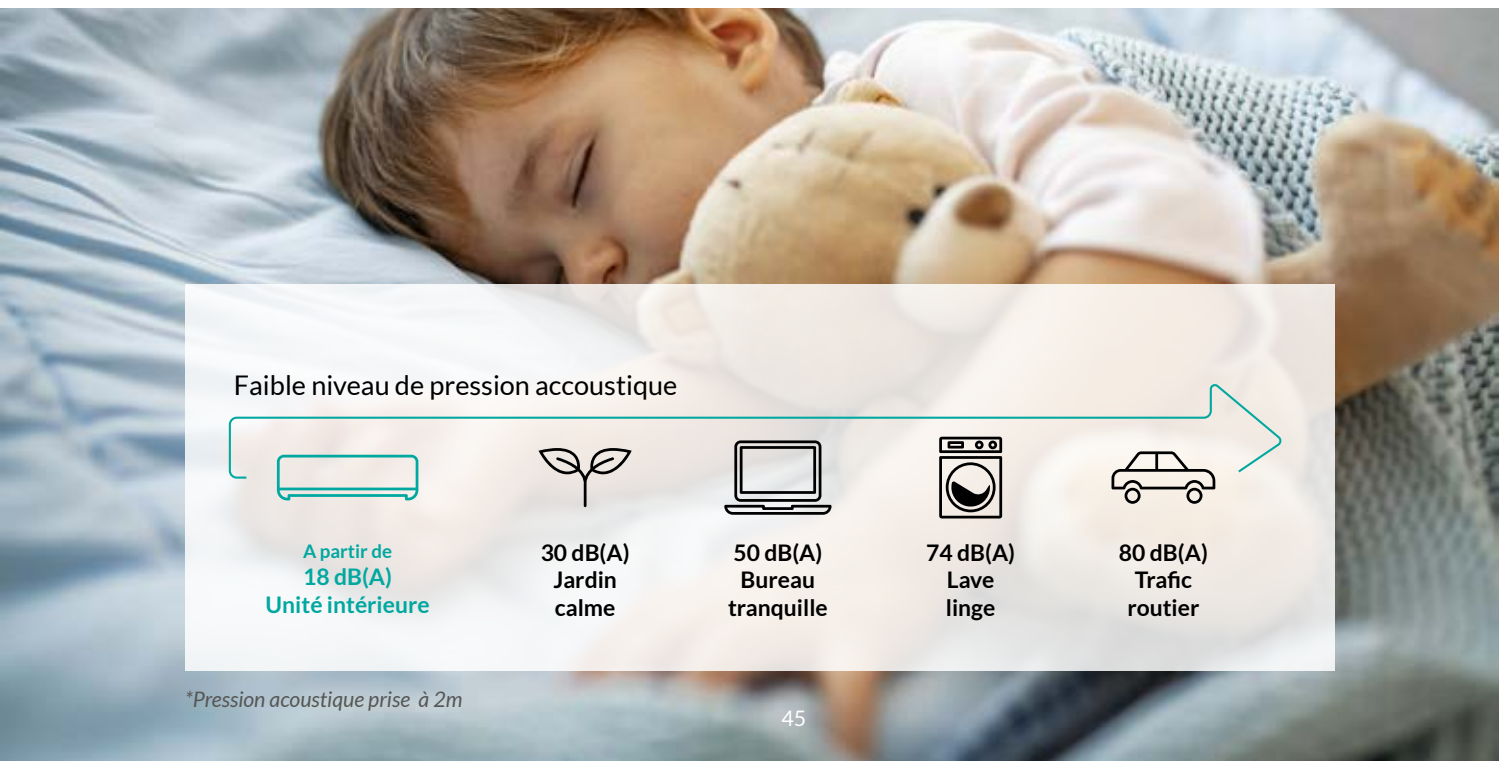 Faible niveau de pression accoustique
A partir de
18 dB(A)
Unité intérieure
30 dB(A)
Jardin
calme
50 dB(A)
Bureau
tranquille
74 dB(A)
Lave
linge
80 dB(A)
Trafic
routier
*Pression acoustique prise à 2m
45